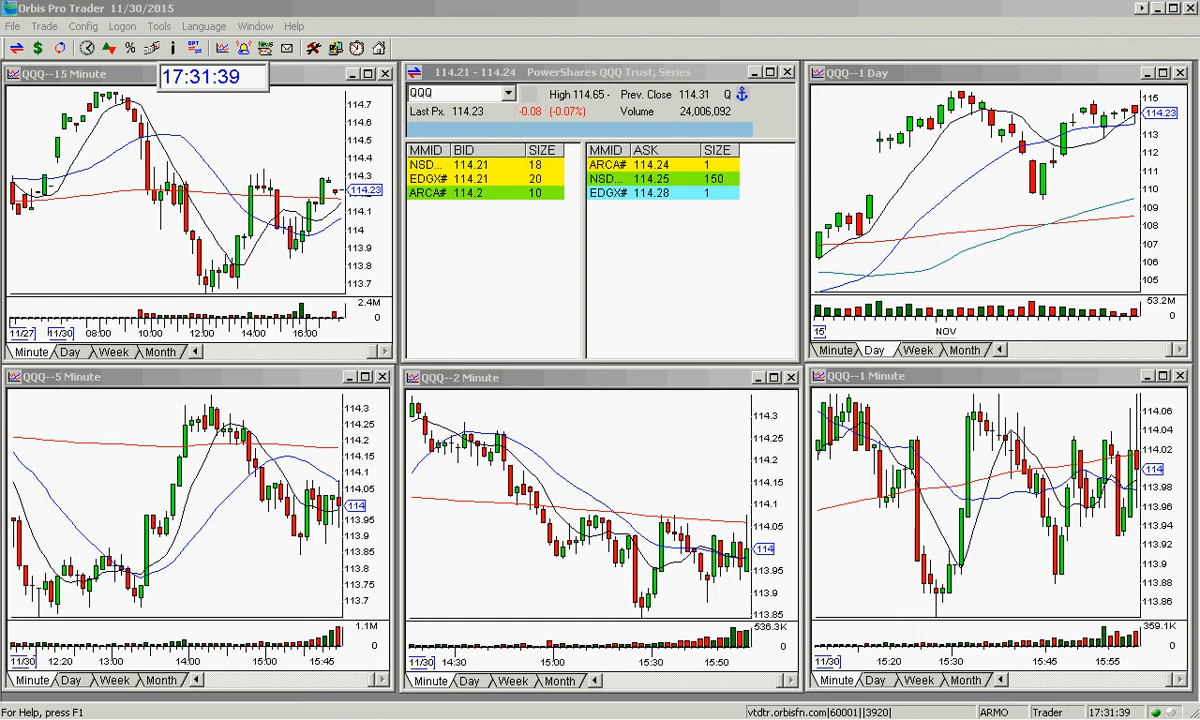 Orbis Pro Trader 11/30/2015
File Trade Config Logon Tools Language Window Help
QQQ--15 Minute
17:31:39
114.7
114.6
114.5
114.4
114.3
114.23
114.1
114
113.9
113.8
113.7
2.4M
0
11/27 11/30 08:00 10:00 12:00 14:00 16:00
Minute Day Week Month
114.21 - 114.24 PowerShares QQQ Trust, Series
QQQ High 114.65 - Prev. Close 114.31 Q
Last Px. 114.23 -0.08 (-0.07%) Volume 24,006,092
MMID BID SIZE MMID ASK SIZE
NSD... 114.21 18 ARCA# 114.24 1
EDGX# 114.21 20 NSD... 114.25 150
ARCA# 114.2 10 EDGX# 114.28 1
QQQ--1 Day
115
114.23
113
112
111
110
109
108
107
106
105
53.2M
0
15' NOV
Minute Day Week Month
QQQ--5 Minute
114.3
114.25
114.2
114.15
114.1
114.05
114
113.95
113.9
113.85
113.8
113.75
113.7
1.1M
0
11/30 12:20 13:00 14:00 15:00 15:45
Minute Day Week Month
QQQ--2 Minute
114.3
114.25
114.2
114.15
114.1
114.05
114
113.95
113.9
113.85
536.3K
0
11/30 14:30 15:00 15:30 15:50
Minute Day Week Month
QQQ--1 Minute
114.06
114.04
114.02
114
113.98
113.96
113.94
113.92
113.9
113.88
113.86
359.1K
0
11/30 15:20 15:30 15:45 15:55
Minute Day Week Month
For Help, press F1 vtdtr.orbisfn.com|60001||3920| ARMO Trader 17:31:39